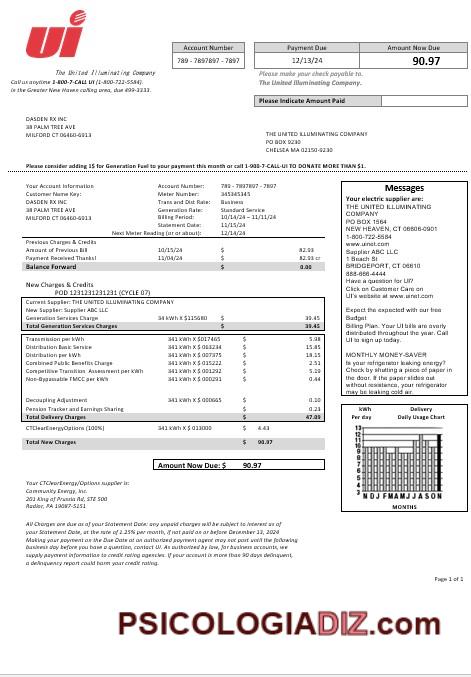 ui
The United Illuminating Company
Call us anytime 1-800-7-CALL UI (1-800-722-5584).
In the Greater New Haven calling area, due 499-3333.
Account Number
789 - 7897897 - 7897
Payment Due
Amount Now Due
12/13/24
90.97
Please make your check payable to.
The United Illuminating Company.
Please Indicate Amount Paid
DASDEN RX INC
38 PALM TREE AVE
MILFORD CT 06460-6913
THE UNITED ILLUMINATING COMPANY
PO BOX 9230
CHELSEA MA 02150-9230
Please consider adding 1$ for Generation Fuel to your payment this month or call 1-900-7-CALL-UI TO DONATE MORE THAN $1.
Your Account Information
Account Number: 789 - 7897897 - 7897
Customer Name Key: Meter Number: 345345345
DASDEN RX INC Trans and Dist Rate: Business
38 PALM TREE AVE Generation Rate: Standard Service
MILFORD CT 06460-6913 Billing Period: 10/14/24 – 11/11/24
Statement Date: 11/15/24
Next Meter Reading (or or about): 12/14/24
Previous Charges & Credits
Amount of Previous Bill 10/15/24 $ 82.93
Payment Received Thanks! 11/04/24 $ 82.93 cr
Balance Forward $ 0.00
New Charges & Credits
POD 1231231231231 (CYCLE 07)
Current Supplier: THE UNITED ILLUMINATING COMPANY
New Supplier: Supplier ABC LLC
Generation Services Charge 34 kWh X $115680 $ 39.45
Total Generation Services Charges $ 39.45
Transmission per kWh 341 kWh X $017465 $ 5.98
Distribution Basic Service 341 kWh X $ 063234 $ 15.85
Distribution per kWh 341 kWh X $ 007375 $ 18.15
Combined Public Benefits Charge 341 kWh X $ 015222 $ 2.51
Competitive Transition Assessment per kWh 341 kWh X $ 001292 $ 5.19
Non-Bypassable FMCC per kWh 341 kWh X $ 000291 $ 0.44
Decoupling Adjustment 341 kWh X $ 000665 $ 0.10
Pension Tracker and Earnings Sharing $ 0.23
Total Delivery Charges $ 47.09
CTClearEnergyOptions (100%) 341 kWh X $ 013000 $ 4.43
Total New Charges $ 90.97
Amount Now Due: $ 90.97
Your CTClearEnergy/Options supplier is:
Community Energy, Inc.
201 King of Prussia Rd, STE 500
Radlor, PA 19087-5151
All Charges are due as of your Statement Date; any unpaid charges will be subject to interest as of
your Statement Date, at the rate of 1.25% per month, if not paid on or before December 13, 2024
Making your payment on the Due Date at an authorized payment agent may not post until the following
business day before you have a question, contact UI. As authorized by law, for business accounts, we
supply payment information to credit rating agencies. If your account is more than 90 days delinquent,
a delinquency report could harm your credit rating.
Messages
Your electric supplier are:
THE UNITED ILLUMINATING
COMPANY
PO BOX 1564
NEW HEAVEN, CT 06606-0901
1-800-722-5584
www.uinot.com
Supplier ABC LLC
1 Beach St
BRIDGEPORT, CT 06610
888-666-4444
Have a question for UI?
Click on Customer Care on
UI's website at www.uinet.com
Expect the expected with our free
Budget
Billing Plan. Your UI bills are overly
distributed throughout the year. Call
UI to sign up today.
MONTHLY MONEY-SAVER
Is your refrigerator leaking energy?
Check by shutting a piece of paper in
the door. If the paper slides out
without resistance, your refrigerator
may be leaking cold air.
kWh
Per day
Delivery
Daily Usage Chart
13
12
11
10
9
8
7
6
5
4
3
N D J F M A M J J A S O N
MONTHS
Page 1 of 1
PSICOLOGIADIZ.com